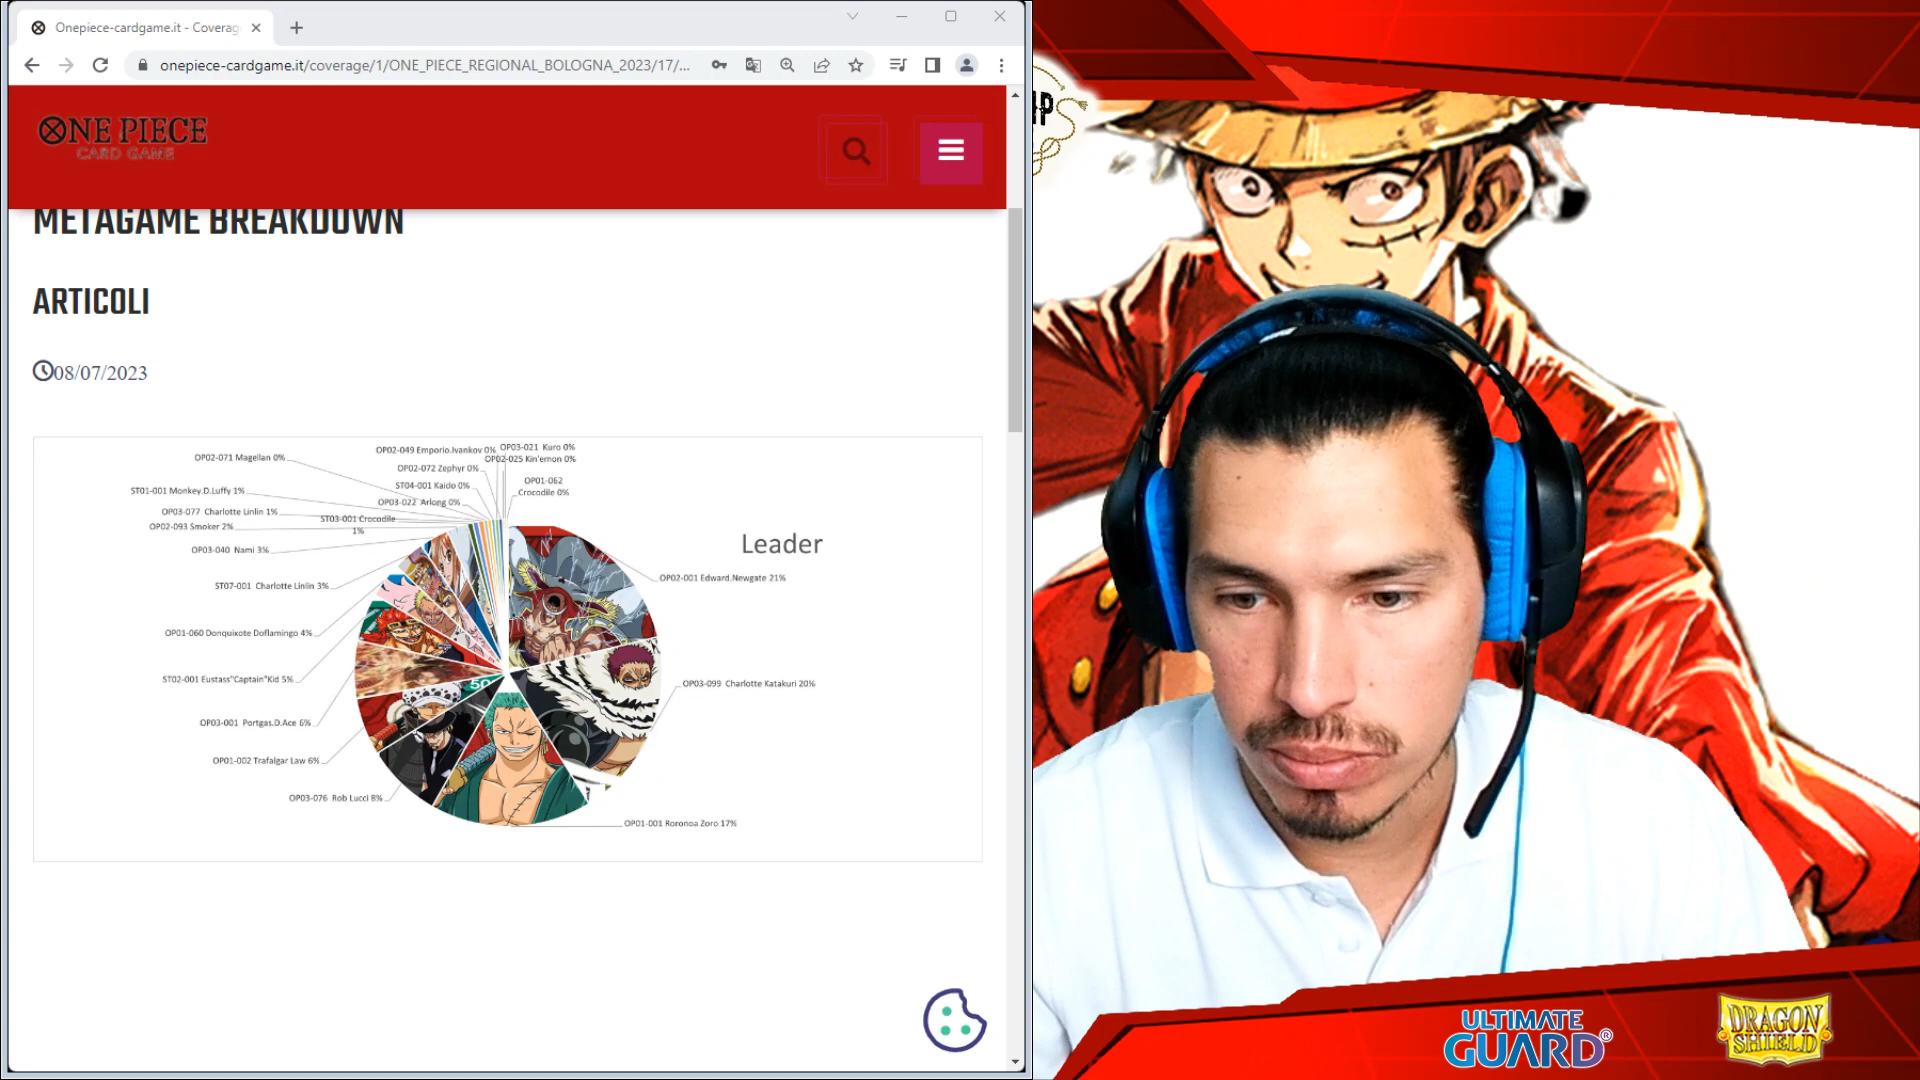 Onepiece-cardgame.it - Coverag
onepiece-cardgame.it/coverage/1/ONE_PIECE_REGIONAL_BOLOGNA_2023/17/...
ONE PIECE
CARD GAME
METAGAME BREAKDOWN
ARTICOLI
08/07/2023
OP02-049 Emporio.Ivankov 0%
OP03-021 Kuro 0%
OP02-071 Magellan 0%
OP02-025 Kin'emon 0%
OP02-072 Zephyr 0%
OP01-062
Crocodile 0%
ST04-001 Kaido 0%
ST01-001 Monkey.D.Luffy 1%
OP03-022 Arlong 0%
OP03-077 Charlotte Linlin 1%
ST03-001 Crocodile
1%
OP02-093 Smoker 2%
OP03-040 Nami 3%
Leader
OP02-001 Edward.Newgate 21%
ST07-001 Charlotte Linlin 3%
OP01-060 Donquixote Doflamingo 4%
ST02-001 Eustass"Captain"Kid 5%
OP03-099 Charlotte Katakuri 20%
50
OP03-001 Portgas.D.Ace 6%
OP01-002 Trafalgar Law 6%
OP03-076 Rob Lucci 8%
OP01-001 Roronoa Zoro 17%
IP
ULTIMATE
GUARD®
DRAGON
SHIELD